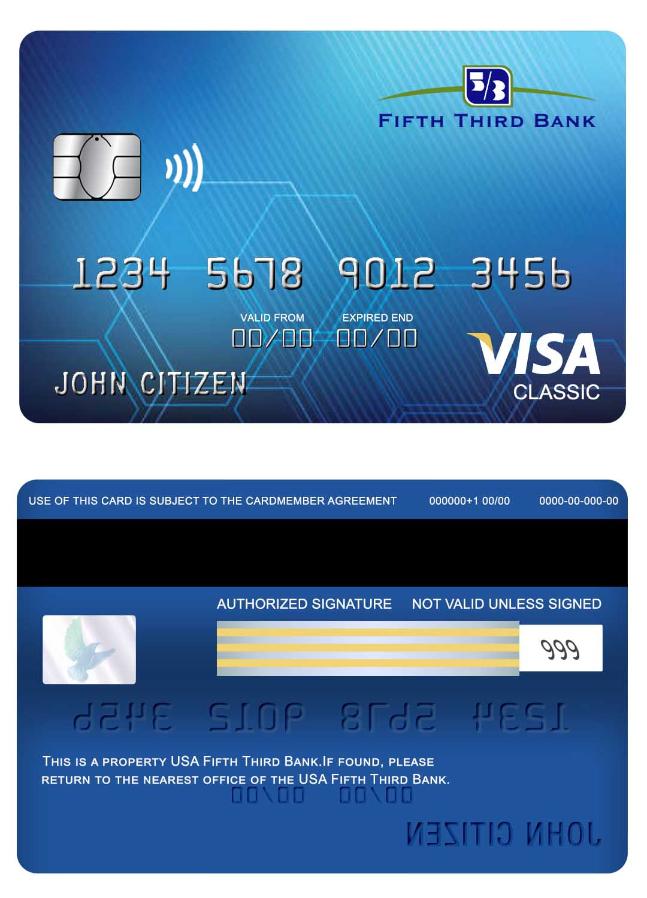 5/3
FIFTH THIRD BANK
1234 5678 9012 3456
VALID FROM EXPIRED END
00/00 00/00
VISA
JOHN CITIZEN
CLASSIC
USE OF THIS CARD IS SUBJECT TO THE CARDMEMBER AGREEMENT 000000+1 00/00 0000-00-000-00
AUTHORIZED SIGNATURE NOT VALID UNLESS SIGNED
999
1234 5678 9012 3456
THIS IS A PROPERTY USA FIFTH THIRD BANK.IF FOUND, PLEASE
RETURN TO THE NEAREST OFFICE OF THE USA FIFTH THIRD BANK.
00/00 00/00
JOHN CITIZEN